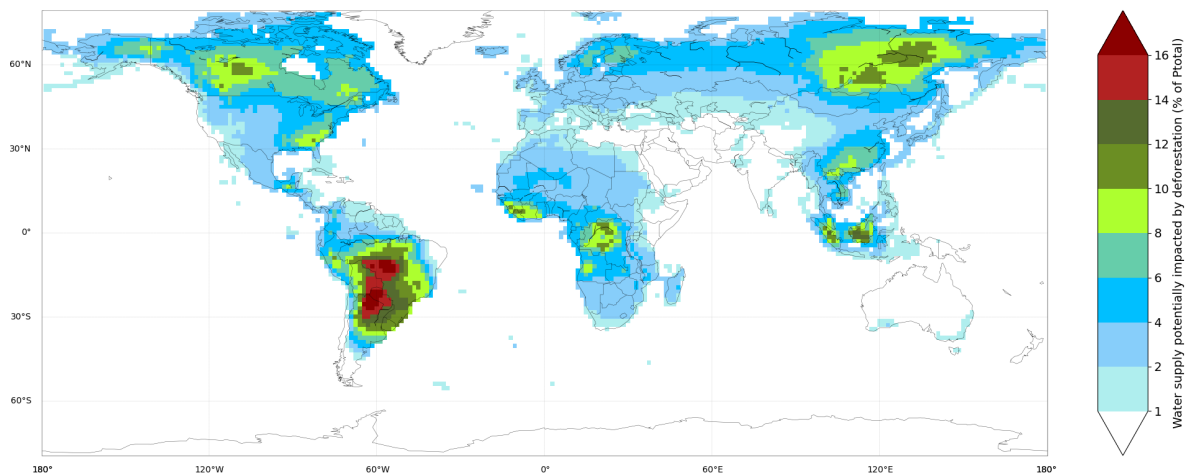 60°N
30°N
0°
30°S
60°S
180°
120°W
60°W
0°
60°E
120°E
180°
16
14
12
10
8
6
4
2
1
Water supply potentially impacted by deforestation (% of Ptotal)